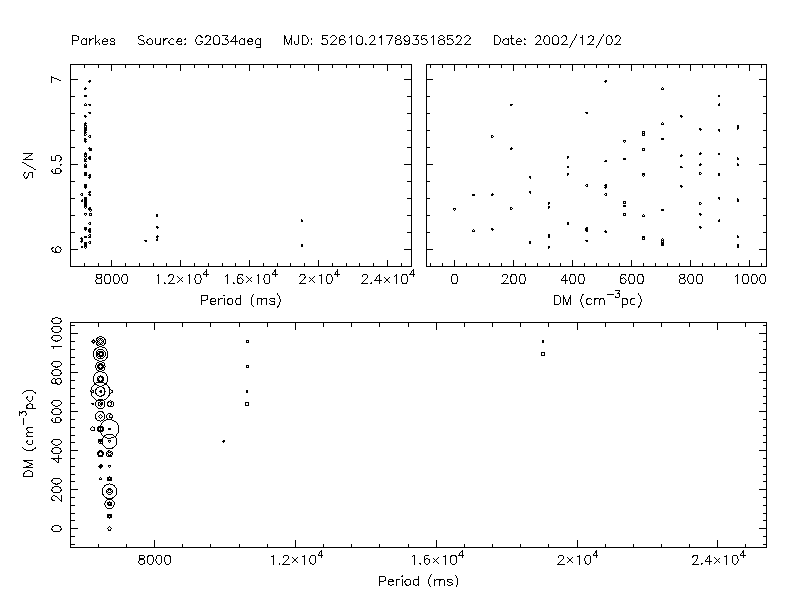 Parkes Source: G2034aeg MJD: 52610.217893518522 Date: 2002/12/02
7
6.5
6
S/N
8000 1.2×10⁴ 1.6×10⁴ 2×10⁴ 2.4×10⁴
Period (ms)
0 200 400 600 800 1000
DM (cm⁻³pc)
1000
800
600
400
200
0
DM (cm⁻³pc)
8000 1.2×10⁴ 1.6×10⁴ 2×10⁴ 2.4×10⁴
Period (ms)